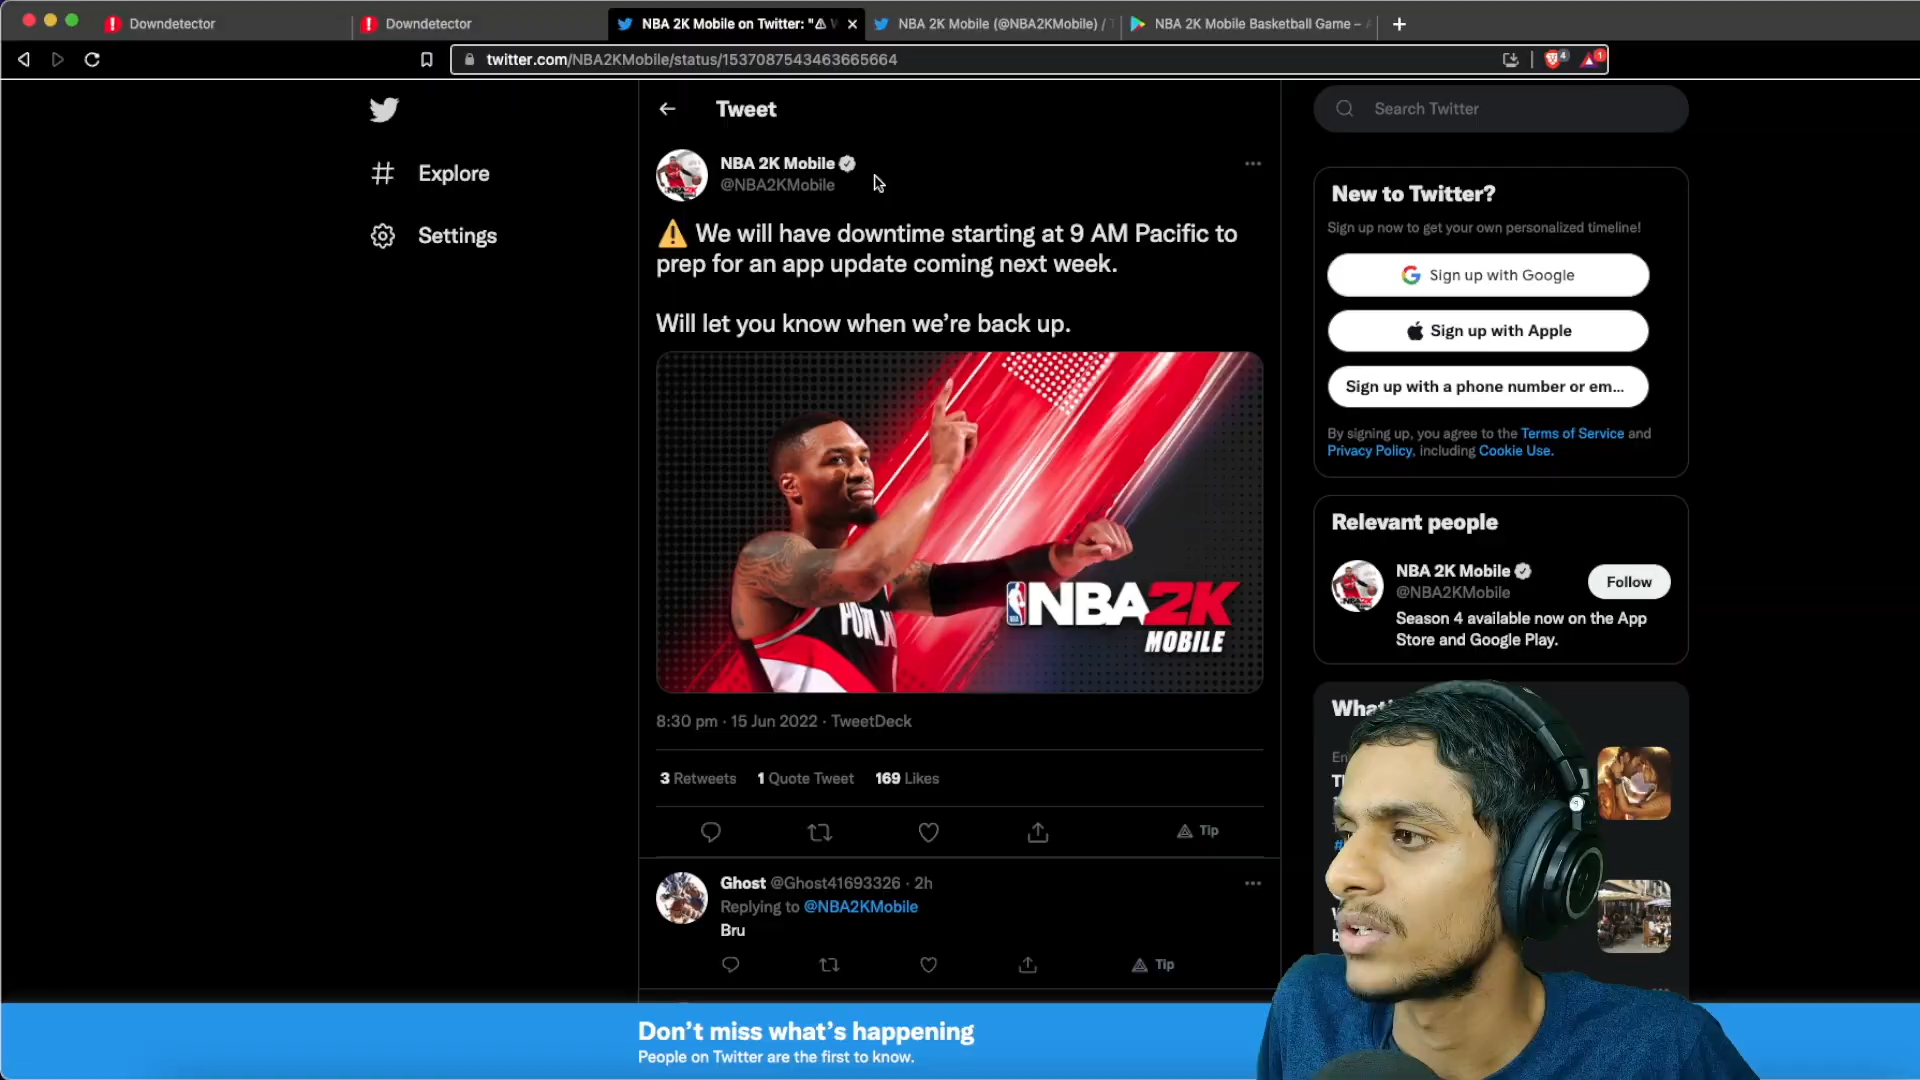 Downdetector
Downdetector
NBA 2K Mobile on Twitter: "⚠ W
NBA 2K Mobile (@NBA2KMobile) / T
NBA 2K Mobile Basketball Game –
twitter.com/NBA2KMobile/status/1537087543463665664
4
1
Explore
Settings
Tweet
NBA 2K Mobile
@NBA2KMobile
⚠️ We will have downtime starting at 9 AM Pacific to
prep for an app update coming next week.
Will let you know when we're back up.
PORTLA
NBA2K
MOBILE
8:30 pm · 15 Jun 2022 · TweetDeck
3 Retweets 1 Quote Tweet 169 Likes
Tip
Ghost @Ghost41693326 · 2h
Replying to @NBA2KMobile
Bru
Tip
Search Twitter
New to Twitter?
Sign up now to get your own personalized timeline!
Sign up with Google
Sign up with Apple
Sign up with a phone number or em...
By signing up, you agree to the Terms of Service and
Privacy Policy, including Cookie Use.
Relevant people
NBA 2K Mobile
@NBA2KMobile
Follow
Season 4 available now on the App
Store and Google Play.
What'
Don't miss what's happening
People on Twitter are the first to know.